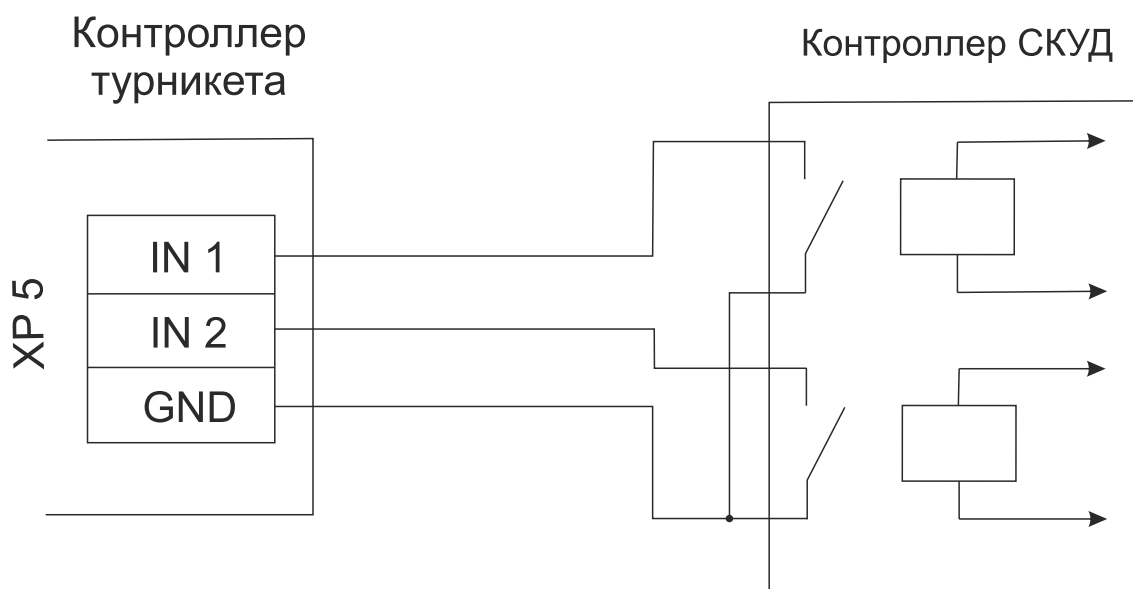 Контроллер
турникета
Контроллер СКУД
XP 5
IN 1
IN 2
GND